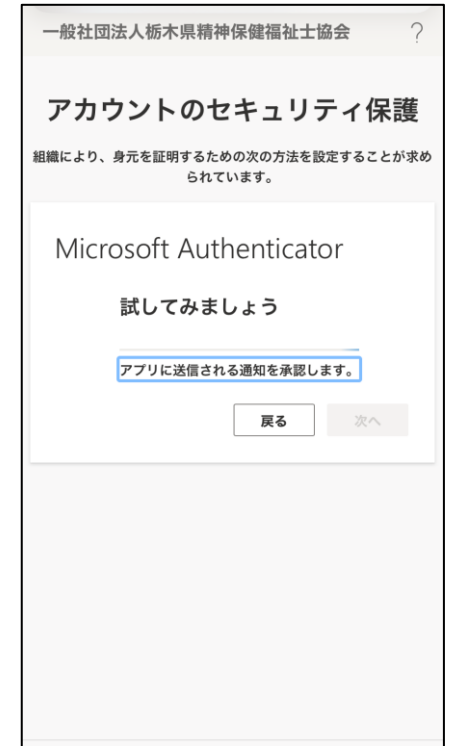 一般社団法人栃木県精神保健福祉士協会 ?
アカウントのセキュリティ保護
組織により、身元を証明するための次の方法を設定することが求め
られています。
Microsoft Authenticator
試してみましょう
アプリに送信される通知を承認します。
戻る 次へ